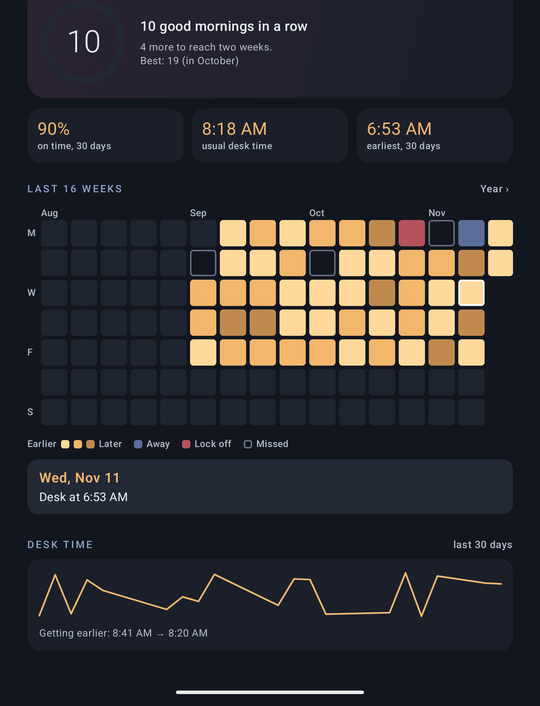 10
10 good mornings in a row
4 more to reach two weeks.
Best: 19 (in October)
90%
on time, 30 days
8:18 AM
usual desk time
6:53 AM
earliest, 30 days
LAST 16 WEEKS
Year ›
Aug Sep Oct Nov
M
W
F
S
Earlier Later Away Lock off Missed
Wed, Nov 11
Desk at 6:53 AM
DESK TIME
last 30 days
Getting earlier: 8:41 AM → 8:20 AM